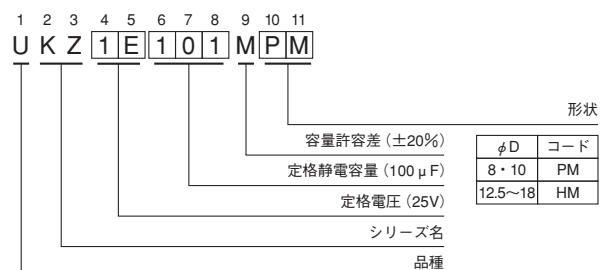 1 2 3 4 5 6 7 8 9 10 11
U K Z 1 E 1 0 1 M P M
形状
容量許容差（±20％）
定格静電容量（100μF）
定格電圧（25V）
シリーズ名
品種
φD コード
8・10 PM
12.5〜18 HM